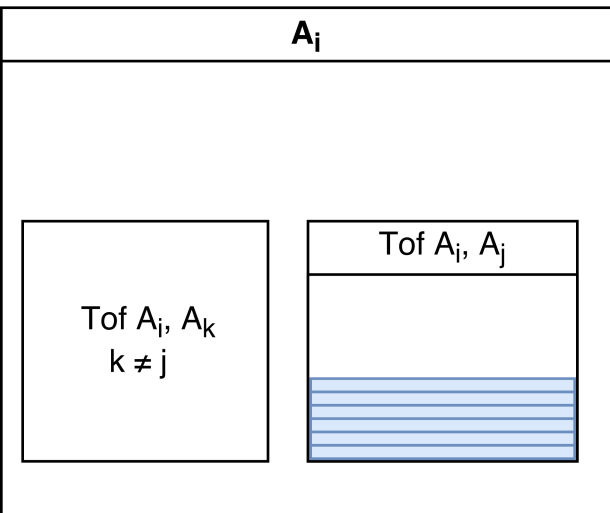 Aᵢ
Tof Aᵢ, Aₖ
k ≠ j
Tof Aᵢ, Aⱼ